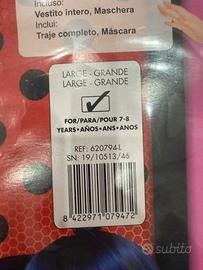 Incluso:
Vestito intero, Maschera
Inclui:
Traje completo, Máscara
LARGE - GRANDE
LARGE - GRANDE
FOR/PARA/POUR 7-8
YEARS•AÑOS•ANS•ANOS
REF: 620794-L
SN: 19/10513/46
8 422971 079472
subito